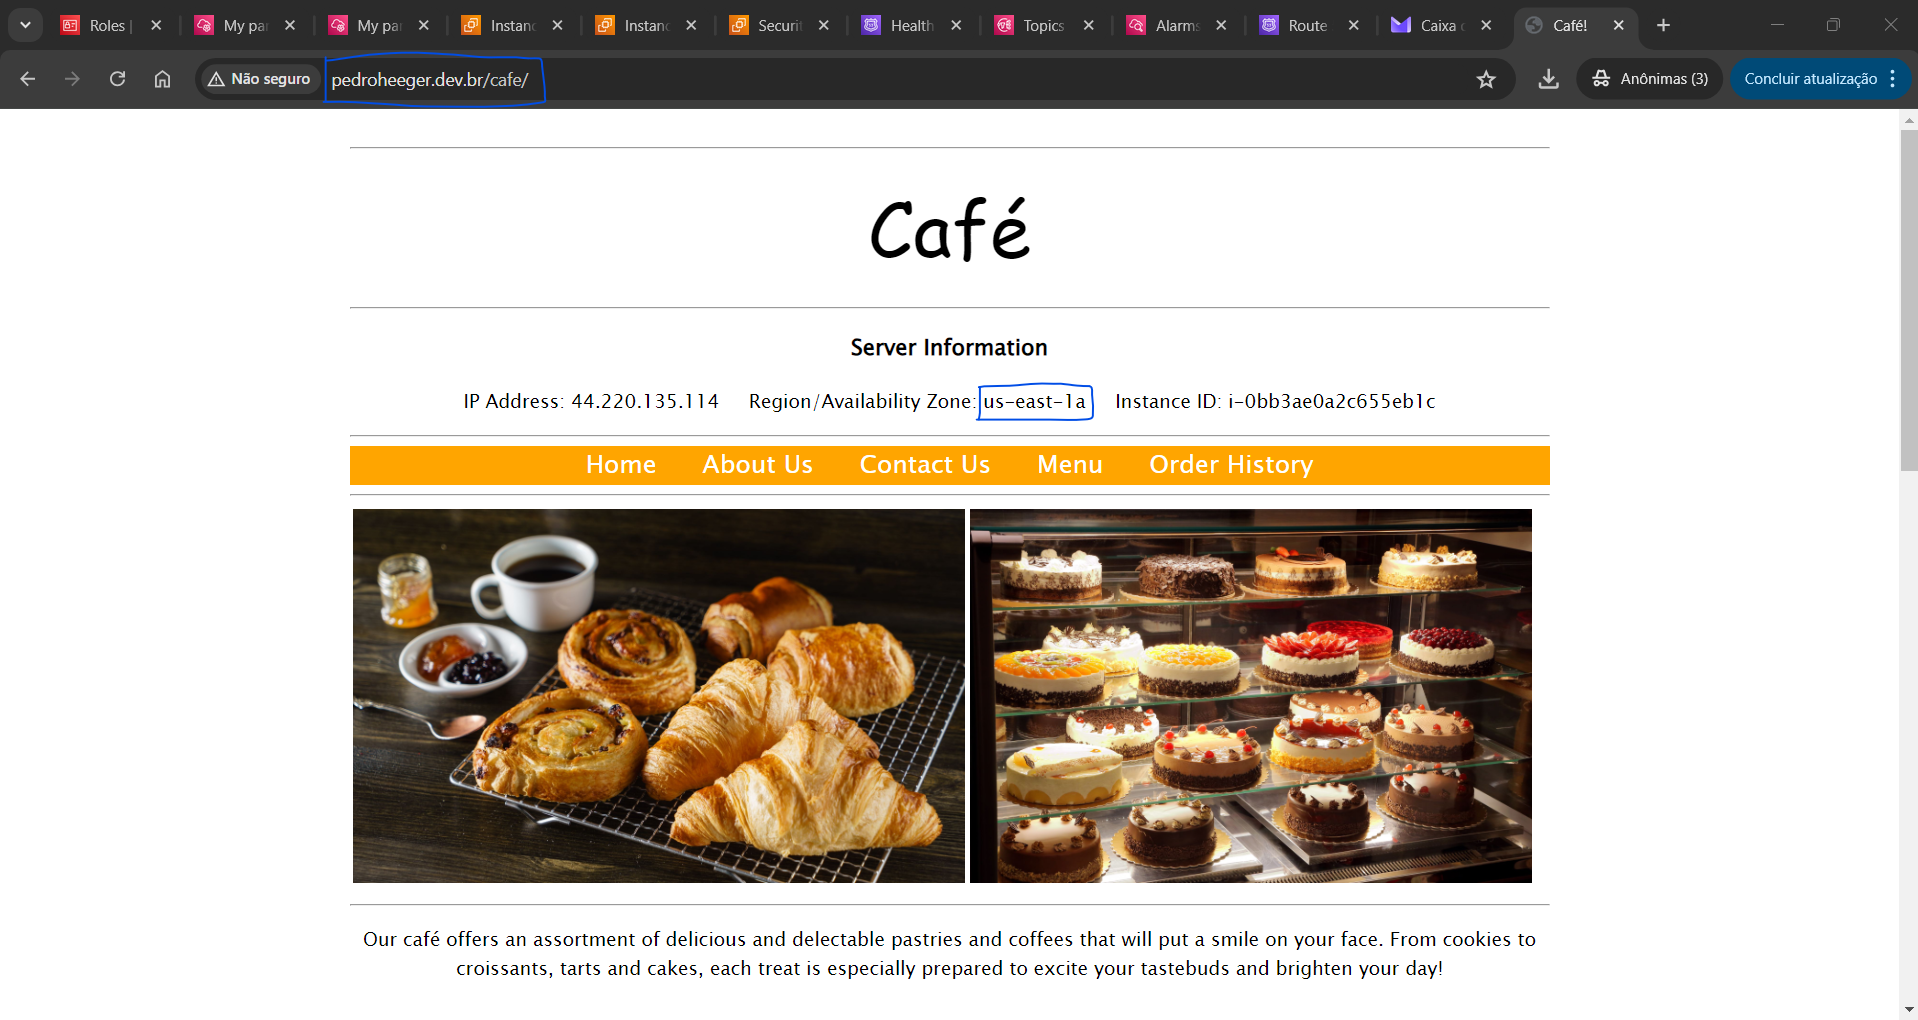 Roles | My pa My pa Instanc Instanc Securit Health Topics Alarms Route Caixa Café!
Não seguro pedroheeger.dev.br/cafe/ Anônimas (3) Concluir atualização
Café
Server Information
IP Address: 44.220.135.114 Region/Availability Zone: us-east-1a Instance ID: i-0bb3ae0a2c655eb1c
Home About Us Contact Us Menu Order History
Our café offers an assortment of delicious and delectable pastries and coffees that will put a smile on your face. From cookies to
croissants, tarts and cakes, each treat is especially prepared to excite your tastebuds and brighten your day!